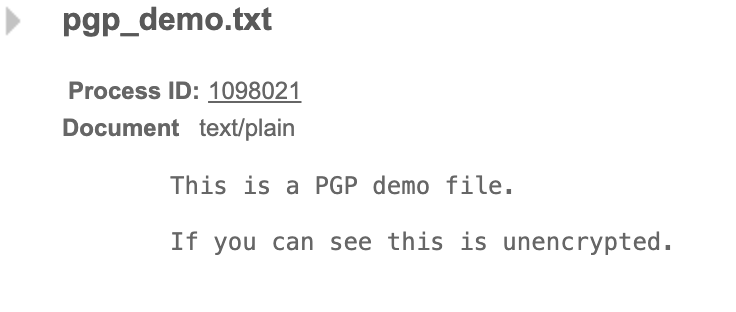 pgp_demo.txt
Process ID: 1098021
Document text/plain
This is a PGP demo file.
If you can see this is unencrypted.